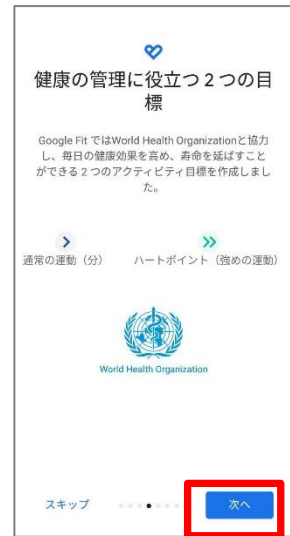 健康の管理に役立つ 2 つの目
標
Google Fit ではWorld Health Organizationと協力
し、毎日の健康効果を高め、寿命を延ばすこと
ができる 2 つのアクティビティ目標を作成しまし
た。
通常の運動（分） ハートポイント（強めの運動）
World Health Organization
スキップ 次へ